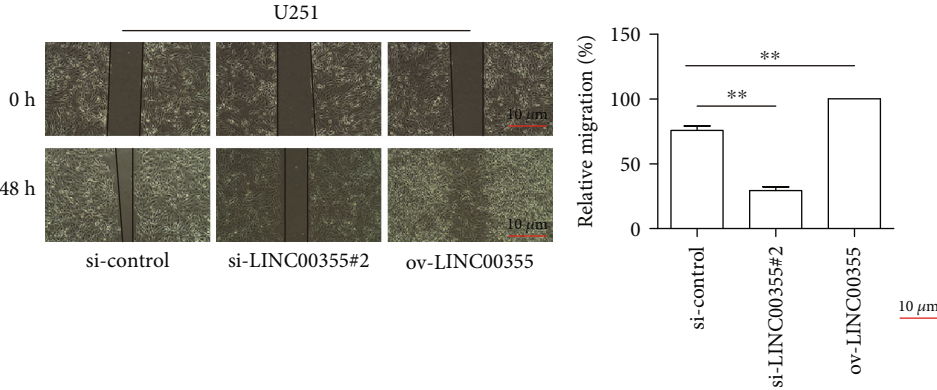 U251
0 h
10 µm
48 h
10 µm
si-control
si-LINC00355#2
ov-LINC00355
Relative migration (%)
150
100
50
0
**
**
si-control
si-LINC00355#2
ov-LINC00355
10 µm